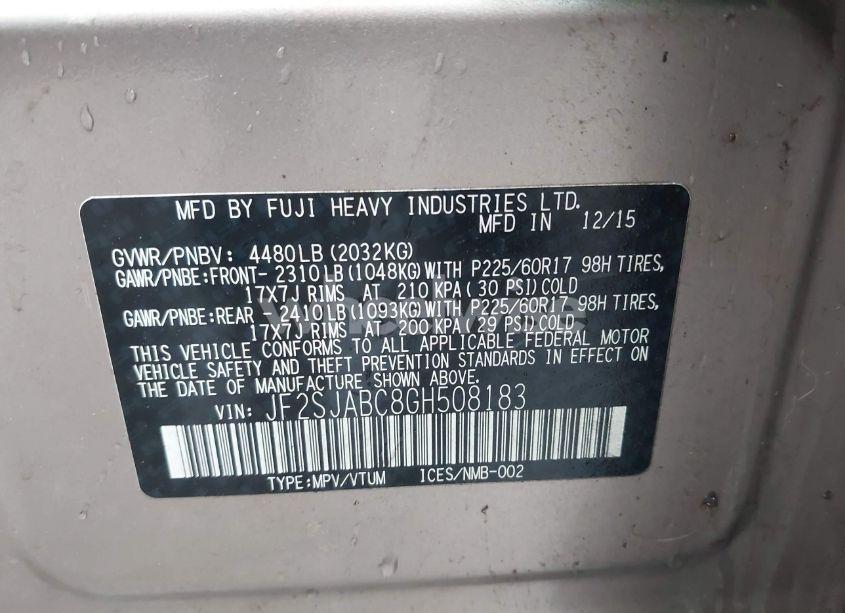 MFD BY FUJI HEAVY INDUSTRIES LTD.
MFD IN 12/15
GVWR/PNBV: 4480LB (2032KG)
GAWR/PNBE:FRONT- 2310LB (1048KG) WITH P225/60R17 98H TIRES,
17X7J RIMS AT 210 KPA (30 PSI) COLD
GAWR/PNBE:REAR - 2410LB (1093KG) WITH P225/60R17 98H TIRES,
17X7J RIMS AT 200 KPA (29 PSI) COLD
THIS VEHICLE CONFORMS TO ALL APPLICABLE FEDERAL MOTOR
VEHICLE SAFETY AND THEFT PREVENTION STANDARDS IN EFFECT ON
THE DATE OF MANUFACTURE SHOWN ABOVE.
VIN: JF2SJABC8GH508183
TYPE:MPV/VTUM ICES/NMB-002